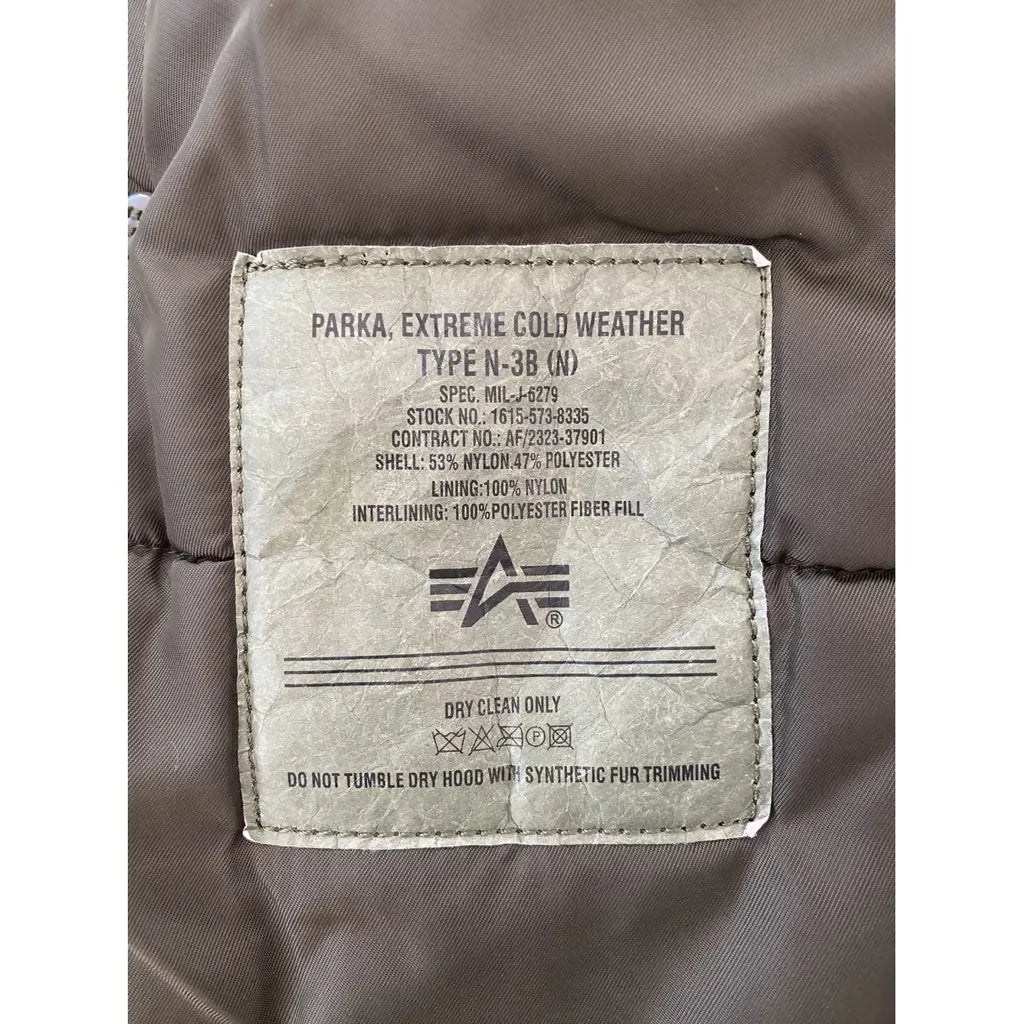 PARKA, EXTREME COLD WEATHER
TYPE N-3B (N)
SPEC. MIL-J-6279
STOCK NO.: 1615-573-8335
CONTRACT NO.: AF/2323-37901
SHELL: 53% NYLON.47% POLYESTER
LINING:100% NYLON
INTERLINING: 100%POLYESTER FIBER FILL
®
DRY CLEAN ONLY
P
DO NOT TUMBLE DRY HOOD WITH SYNTHETIC FUR TRIMMING